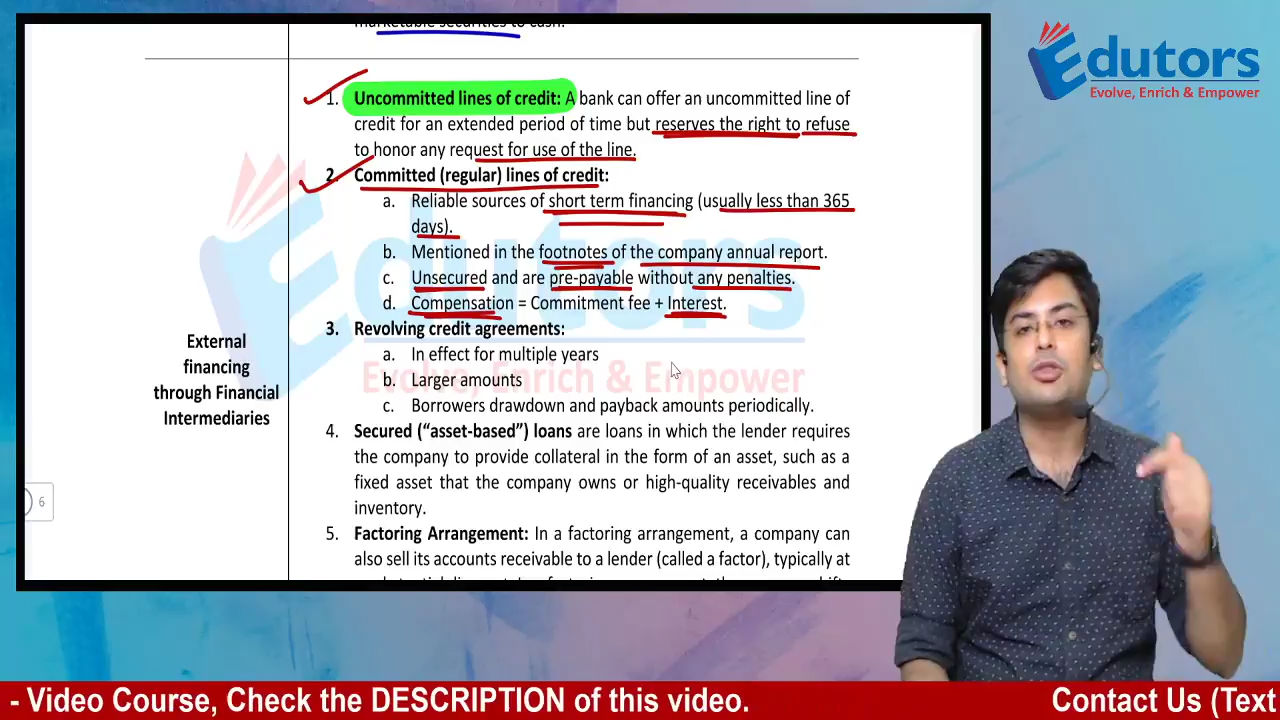 marketable securities to cash.
1. Uncommitted lines of credit: A bank can offer an uncommitted line of
credit for an extended period of time but reserves the right to refuse
to honor any request for use of the line.
2. Committed (regular) lines of credit:
a. Reliable sources of short term financing (usually less than 365
days).
b. Mentioned in the footnotes of the company annual report.
c. Unsecured and are pre-payable without any penalties.
d. Compensation = Commitment fee + Interest.
3. Revolving credit agreements:
a. In effect for multiple years
b. Larger amounts
c. Borrowers drawdown and payback amounts periodically.
4. Secured (“asset-based”) loans are loans in which the lender requires
the company to provide collateral in the form of an asset, such as a
fixed asset that the company owns or high-quality receivables and
inventory.
5. Factoring Arrangement: In a factoring arrangement, a company can
also sell its accounts receivable to a lender (called a factor), typically at
External
financing
through Financial
Intermediaries
6
Edutors
Evolve, Enrich & Empower
Edutors
Evolve, Enrich & Empower
- Video Course, Check the DESCRIPTION of this video.
Contact Us (Text